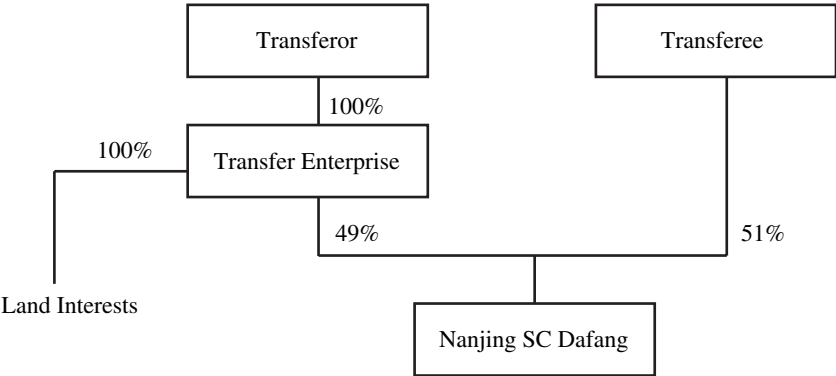 Transferor
Transferee
100%
100%
Transfer Enterprise
49%
51%
Land Interests
Nanjing SC Dafang